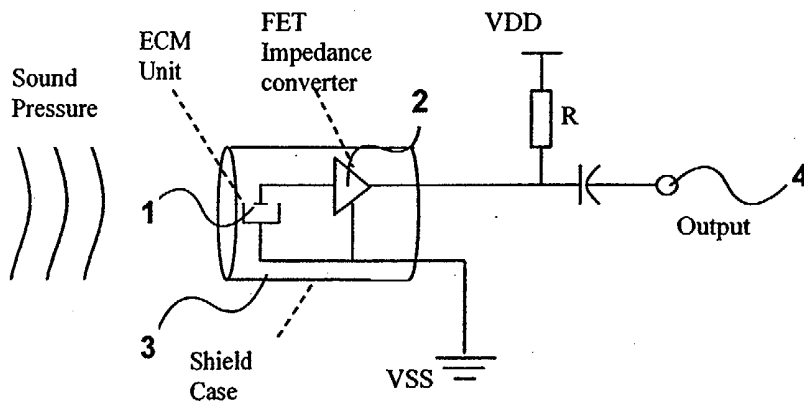 FET
Impedance
converter
ECM
Unit
Sound
Pressure
VDD
2
R
1
4
Output
3
Shield
Case
VSS